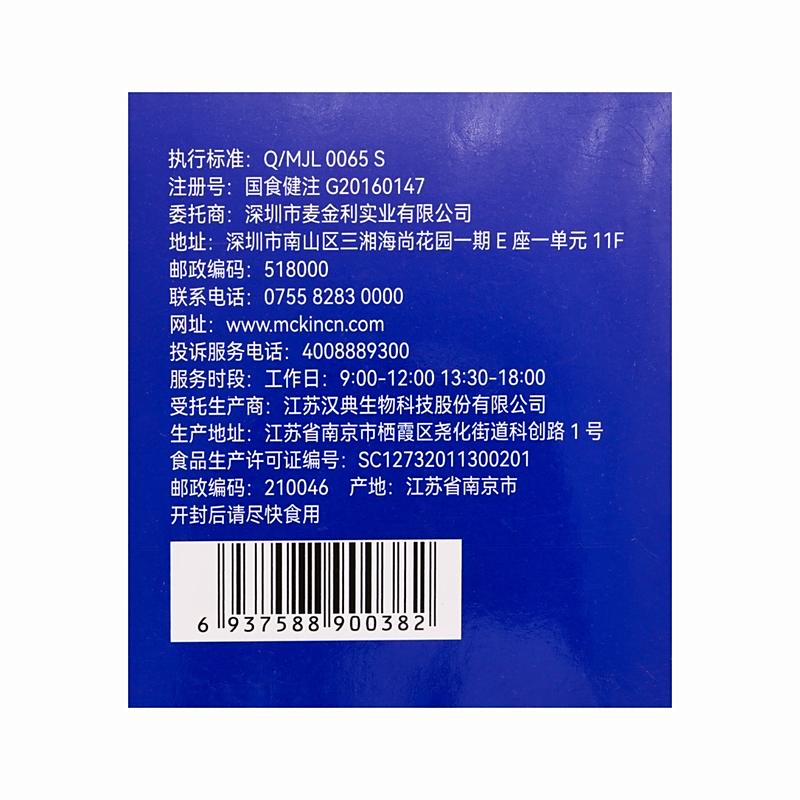 执行标准：Q/MJL 0065 S
注册号：国食健注 G20160147
委托商：深圳市麦金利实业有限公司
地址：深圳市南山区三湘海尚花园一期 E 座一单元 11F
邮政编码：518000
联系电话：0755 8283 0000
网址：www.mckincn.com
投诉服务电话：4008889300
服务时段：工作日：9:00-12:00 13:30-18:00
受托生产商：江苏汉典生物科技股份有限公司
生产地址：江苏省南京市栖霞区尧化街道科创路 1 号
食品生产许可证编号：SC12732011300201
邮政编码：210046 产地：江苏省南京市
开封后请尽快食用
6 937588 900382